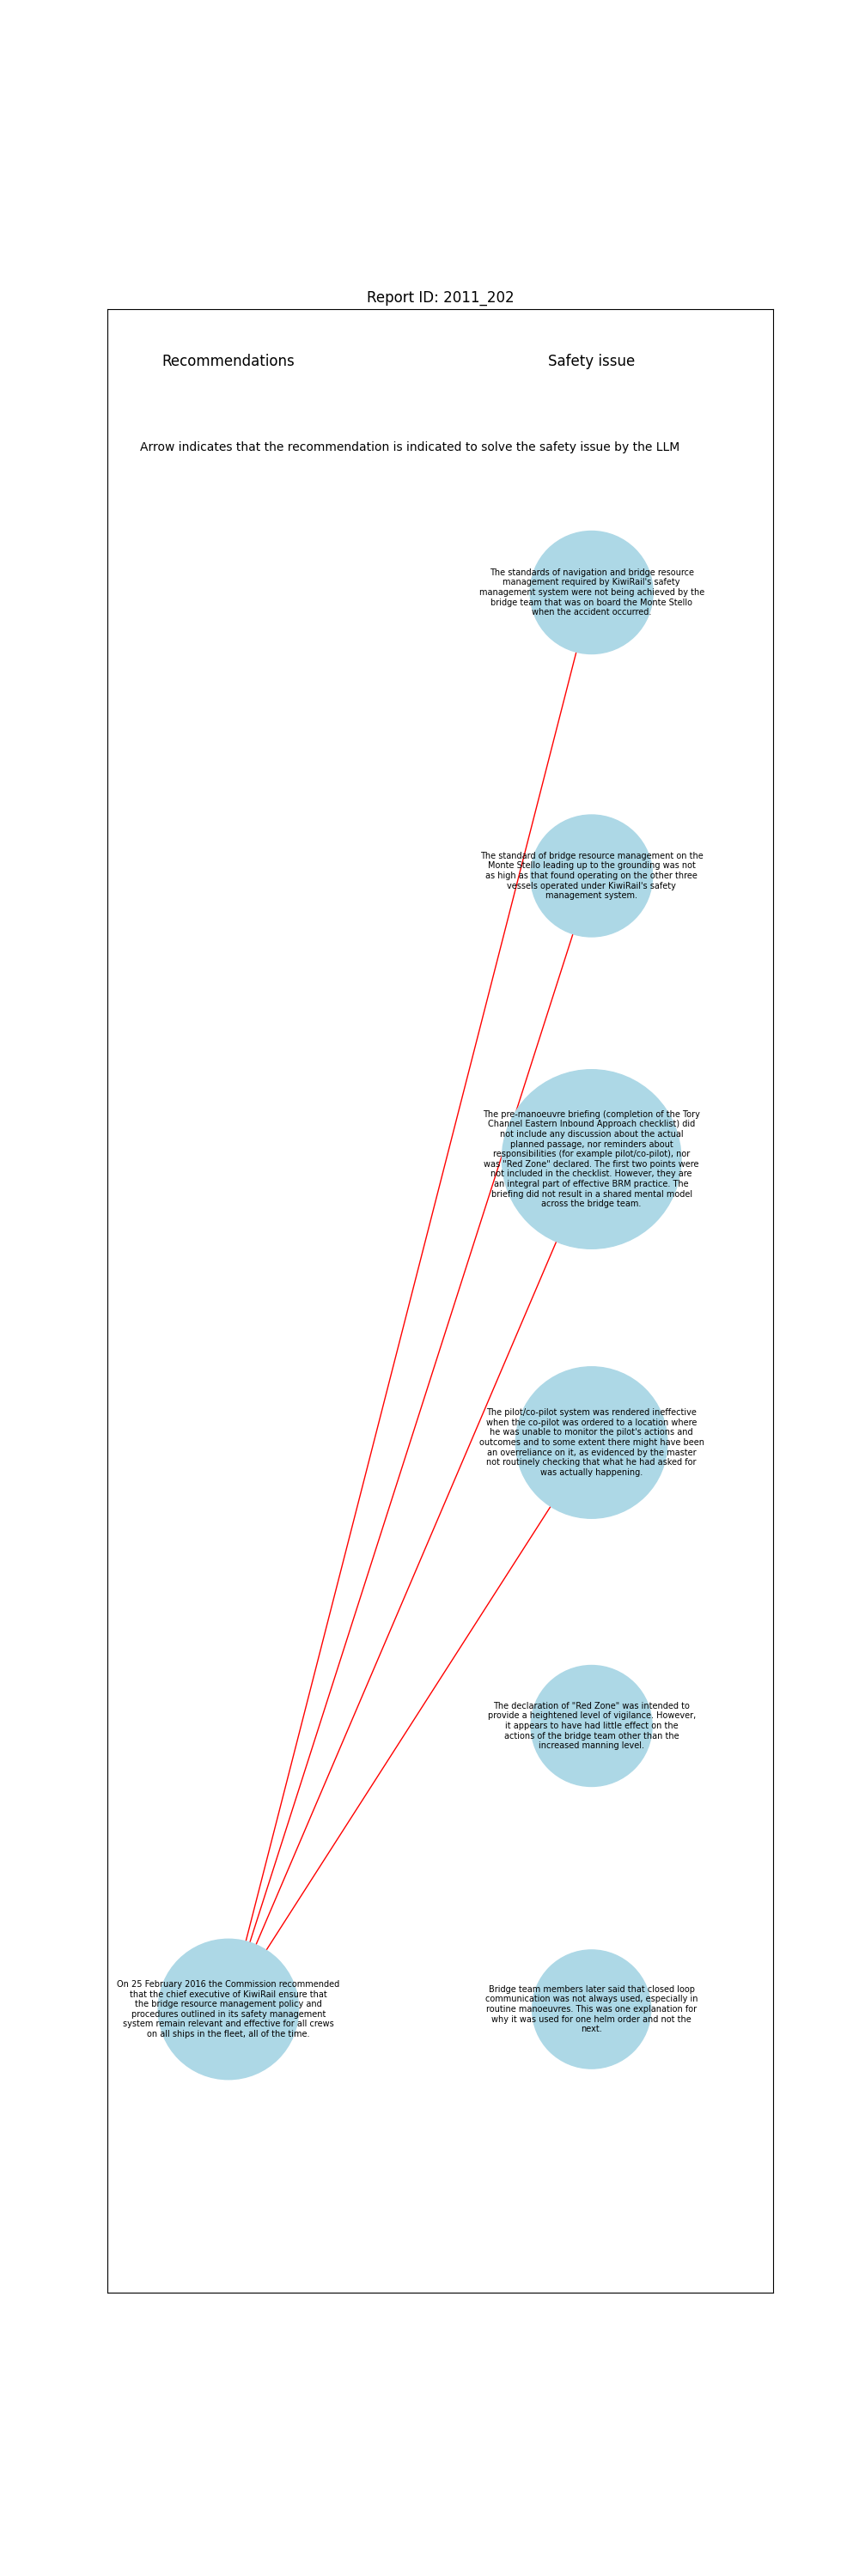 Report ID: 2011_202
Recommendations
Safety issue
Arrow indicates that the recommendation is indicated to solve the safety issue by the LLM
The standards of navigation and bridge resource
management required by KiwiRail's safety
management system were not being achieved by the
bridge team that was on board the Monte Stello
when the accident occurred.
The standard of bridge resource management on the
Monte Stello leading up to the grounding was not
as high as that found operating on the other three
vessels operated under KiwiRail's safety
management system.
The pre-manoeuvre briefing (completion of the Tory
Channel Eastern Inbound Approach checklist) did
not include any discussion about the actual
planned passage, nor reminders about
responsibilities (for example pilot/co-pilot), nor
was "Red Zone" declared. The first two points were
not included in the checklist. However, they are
an integral part of effective BRM practice. The
briefing did not result in a shared mental model
across the bridge team.
The pilot/co-pilot system was rendered ineffective
when the co-pilot was ordered to a location where
he was unable to monitor the pilot's actions and
outcomes and to some extent there might have been
an overreliance on it, as evidenced by the master
not routinely checking that what he had asked for
was actually happening.
The declaration of "Red Zone" was intended to
provide a heightened level of vigilance. However,
it appears to have had little effect on the
actions of the bridge team other than the
increased manning level.
On 25 February 2016 the Commission recommended
that the chief executive of KiwiRail ensure that
the bridge resource management policy and
procedures outlined in its safety management
system remain relevant and effective for all crews
on all ships in the fleet, all of the time.
Bridge team members later said that closed loop
communication was not always used, especially in
routine manoeuvres. This was one explanation for
why it was used for one helm order and not the
next.